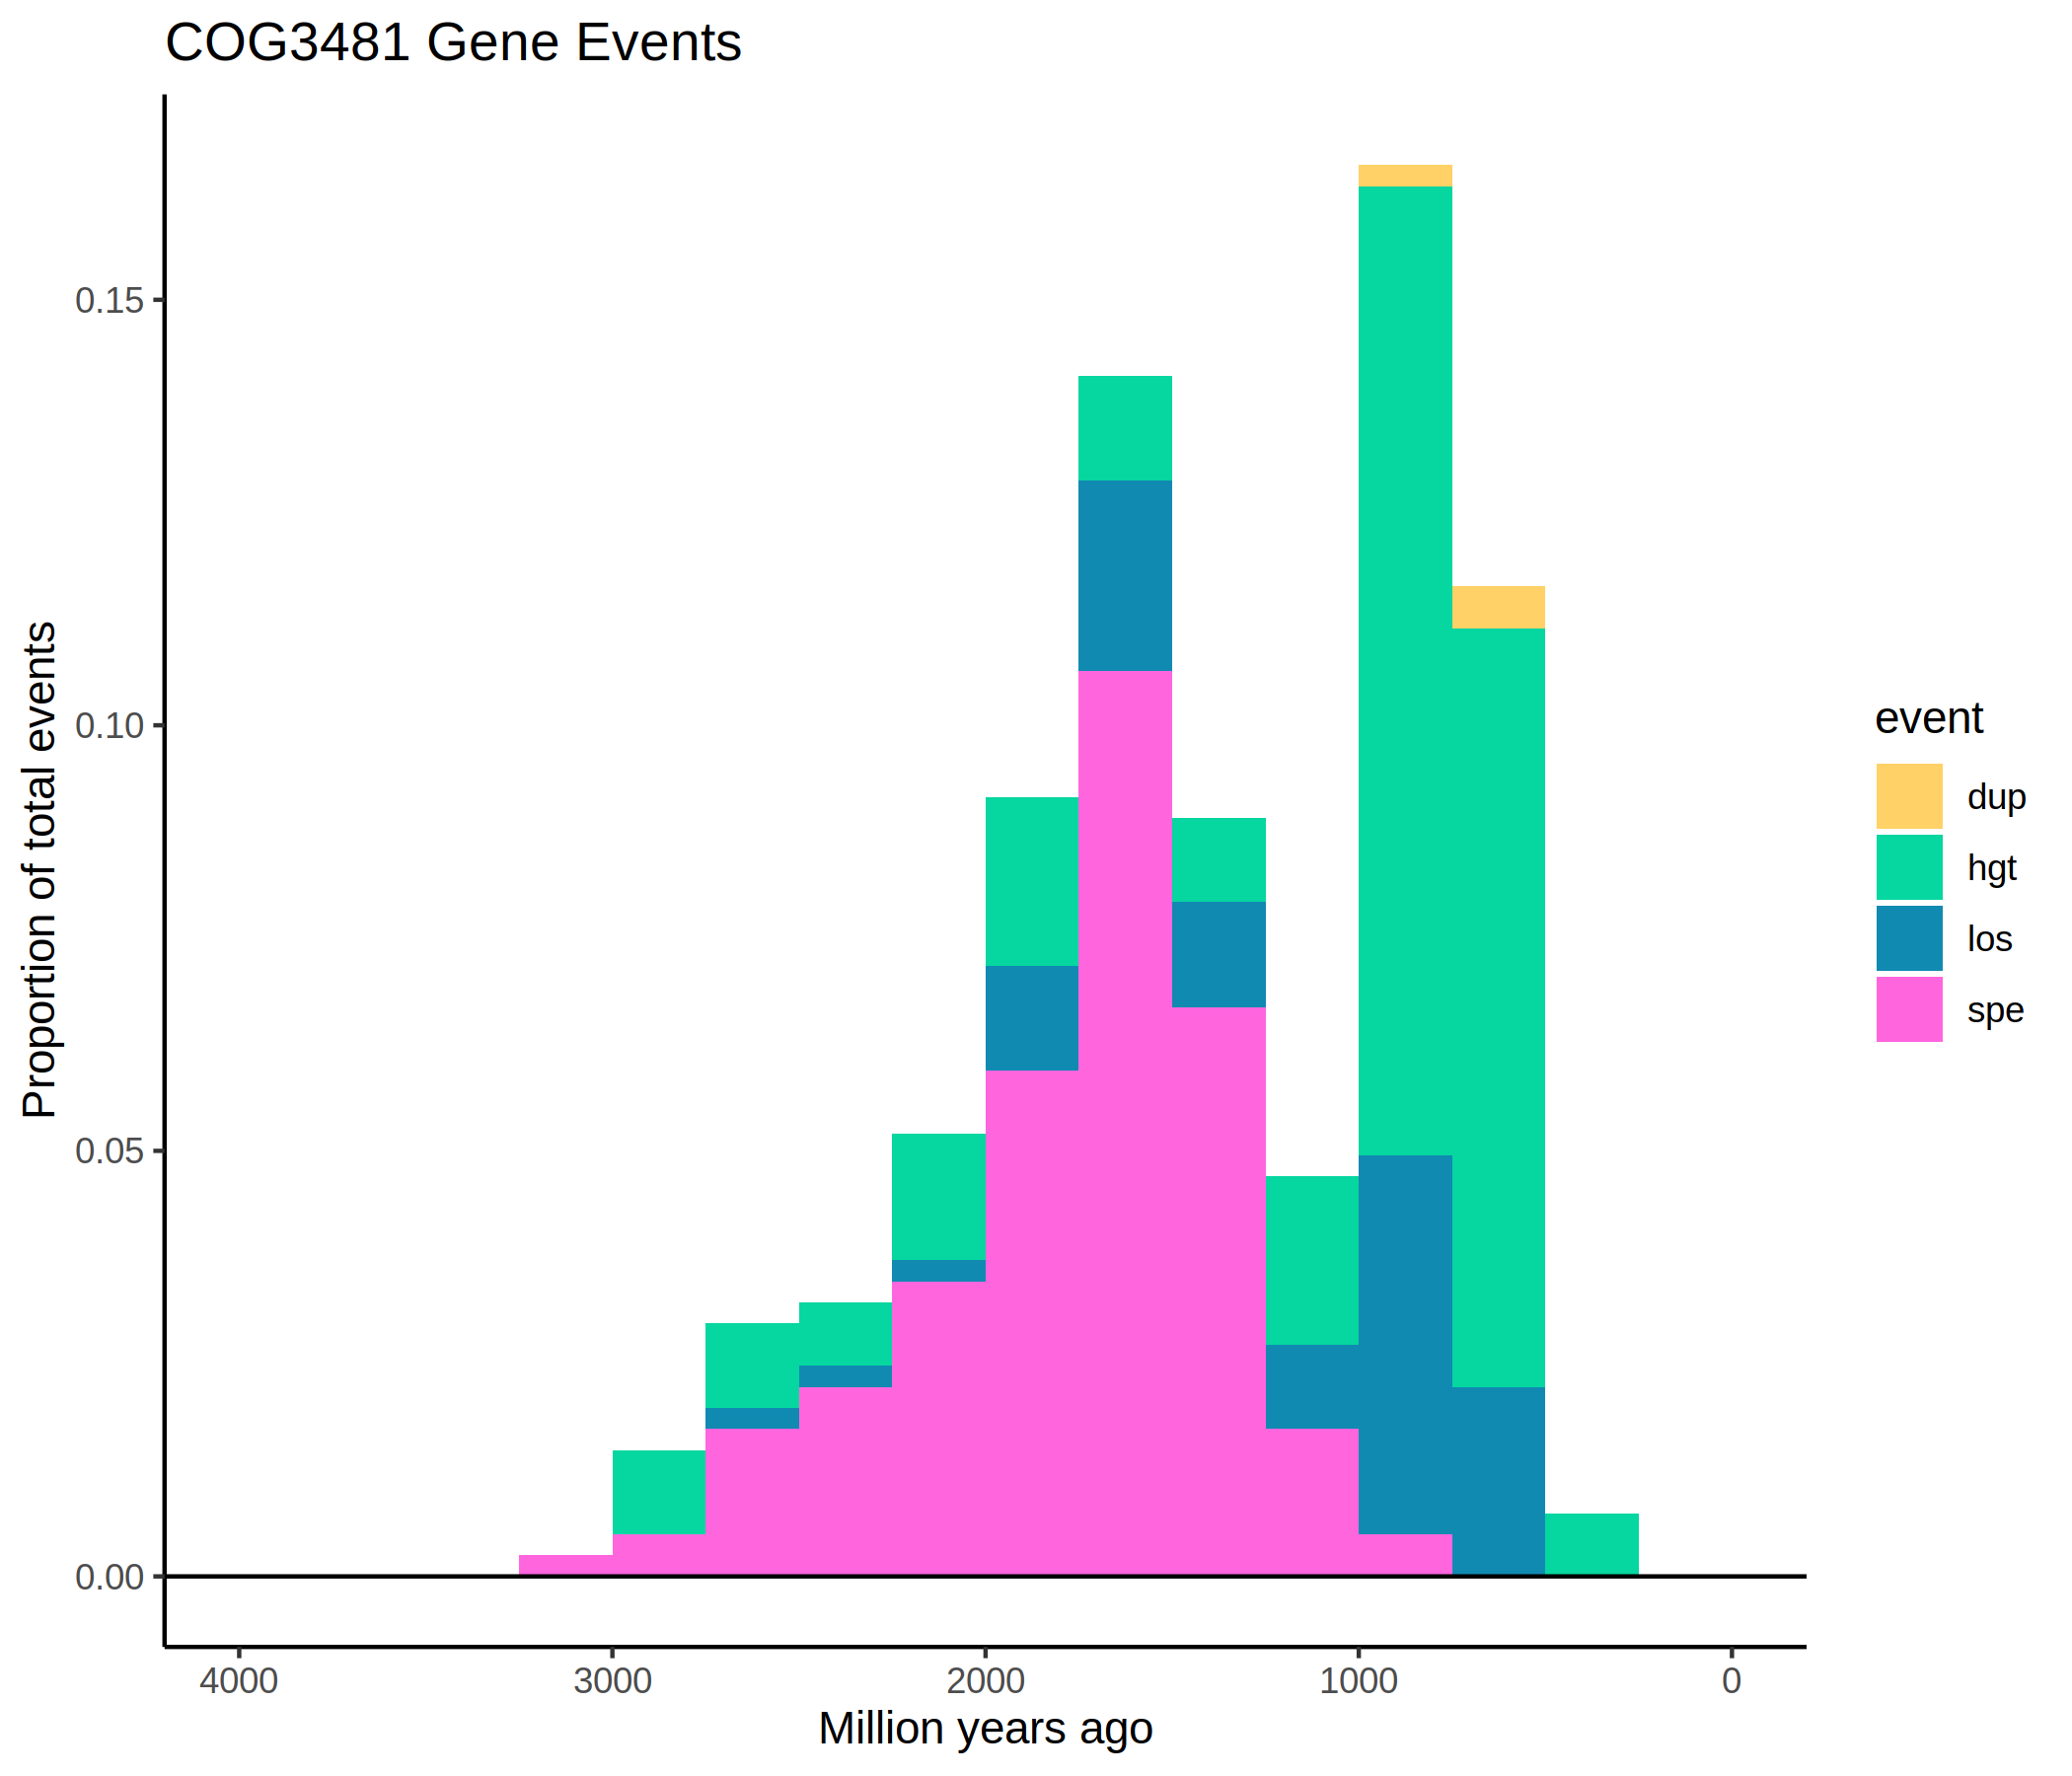 COG3481 Gene Events
Proportion of total events
0.15
0.10
0.05
0.00
4000
3000
2000
1000
0
Million years ago
event
dup
hgt
los
spe